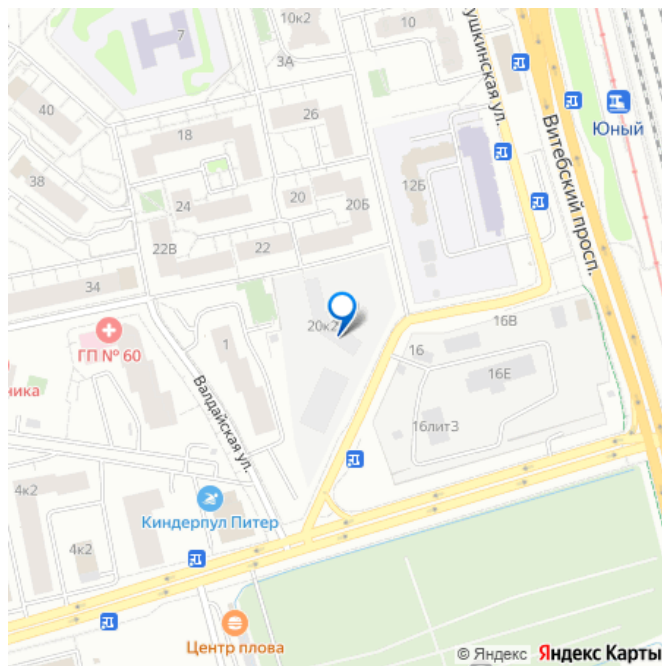 10к2
10
ушкинская ул.
7
3А
Юный
40
26
18
Витебский просп.
38
12Б
20
24
20Б
22В
22
34
20к2
16В
16
ГП № 60
1
16Е
ника
Валдайская ул.
16лит3
4к2
Киндерпул Питер
4к2
Центр плова
© Яндекс Яндекс Карты